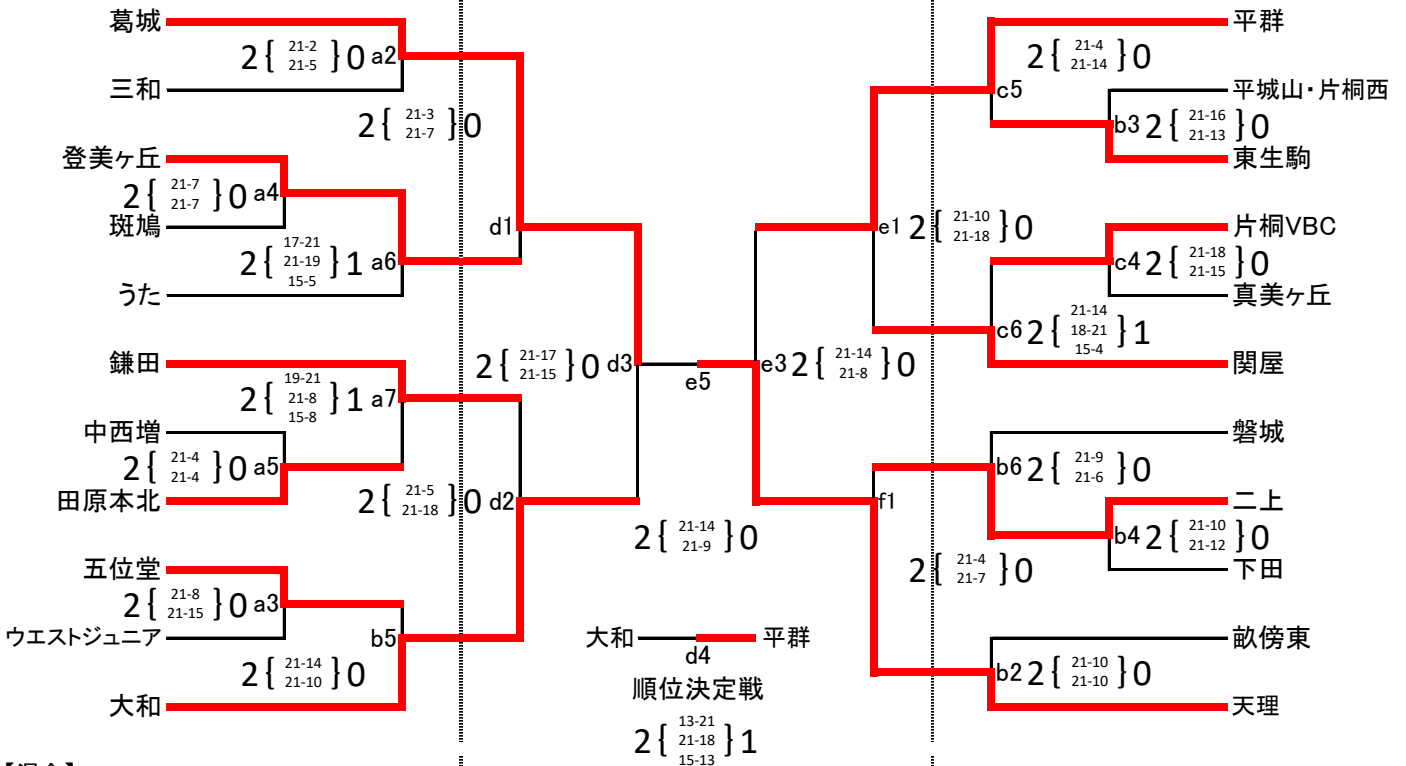 葛城
2{ 21-2 21-5 }0 a2
三和
2{ 21-3 21-7 }0
登美ヶ丘
2{ 21-7 21-7 }0 a4
斑鳩
d1
2{ 17-21 21-19 15-5 }1 a6
うた
鎌田
2{ 21-17 21-15 }0 d3
2{ 19-21 21-8 15-8 }1 a7
中西増
2{ 21-4 21-4 }0 a5
田原本北
2{ 21-5 21-18 }0 d2
五位堂
2{ 21-8 21-15 }0 a3
ウエストジュニア
b5
2{ 21-14 21-10 }0
大和
e5
2{ 21-14 21-9 }0
大和 平群
d4
順位決定戦
2{ 13-21 21-18 15-13 }1
平群
2{ 21-4 21-14 }0
c5
平城山・片桐西
b3 2{ 21-16 21-13 }0
東生駒
e1 2{ 21-10 21-18 }0
片桐VBC
c4 2{ 21-18 21-15 }0
真美ヶ丘
c6 2{ 21-14 18-21 15-4 }1
関屋
e3 2{ 21-14 21-8 }0
磐城
b6 2{ 21-9 21-6 }0
二上
f1
b4 2{ 21-10 21-12 }0
下田
2{ 21-4 21-7 }0
畝傍東
b2 2{ 21-10 21-10 }0
天理